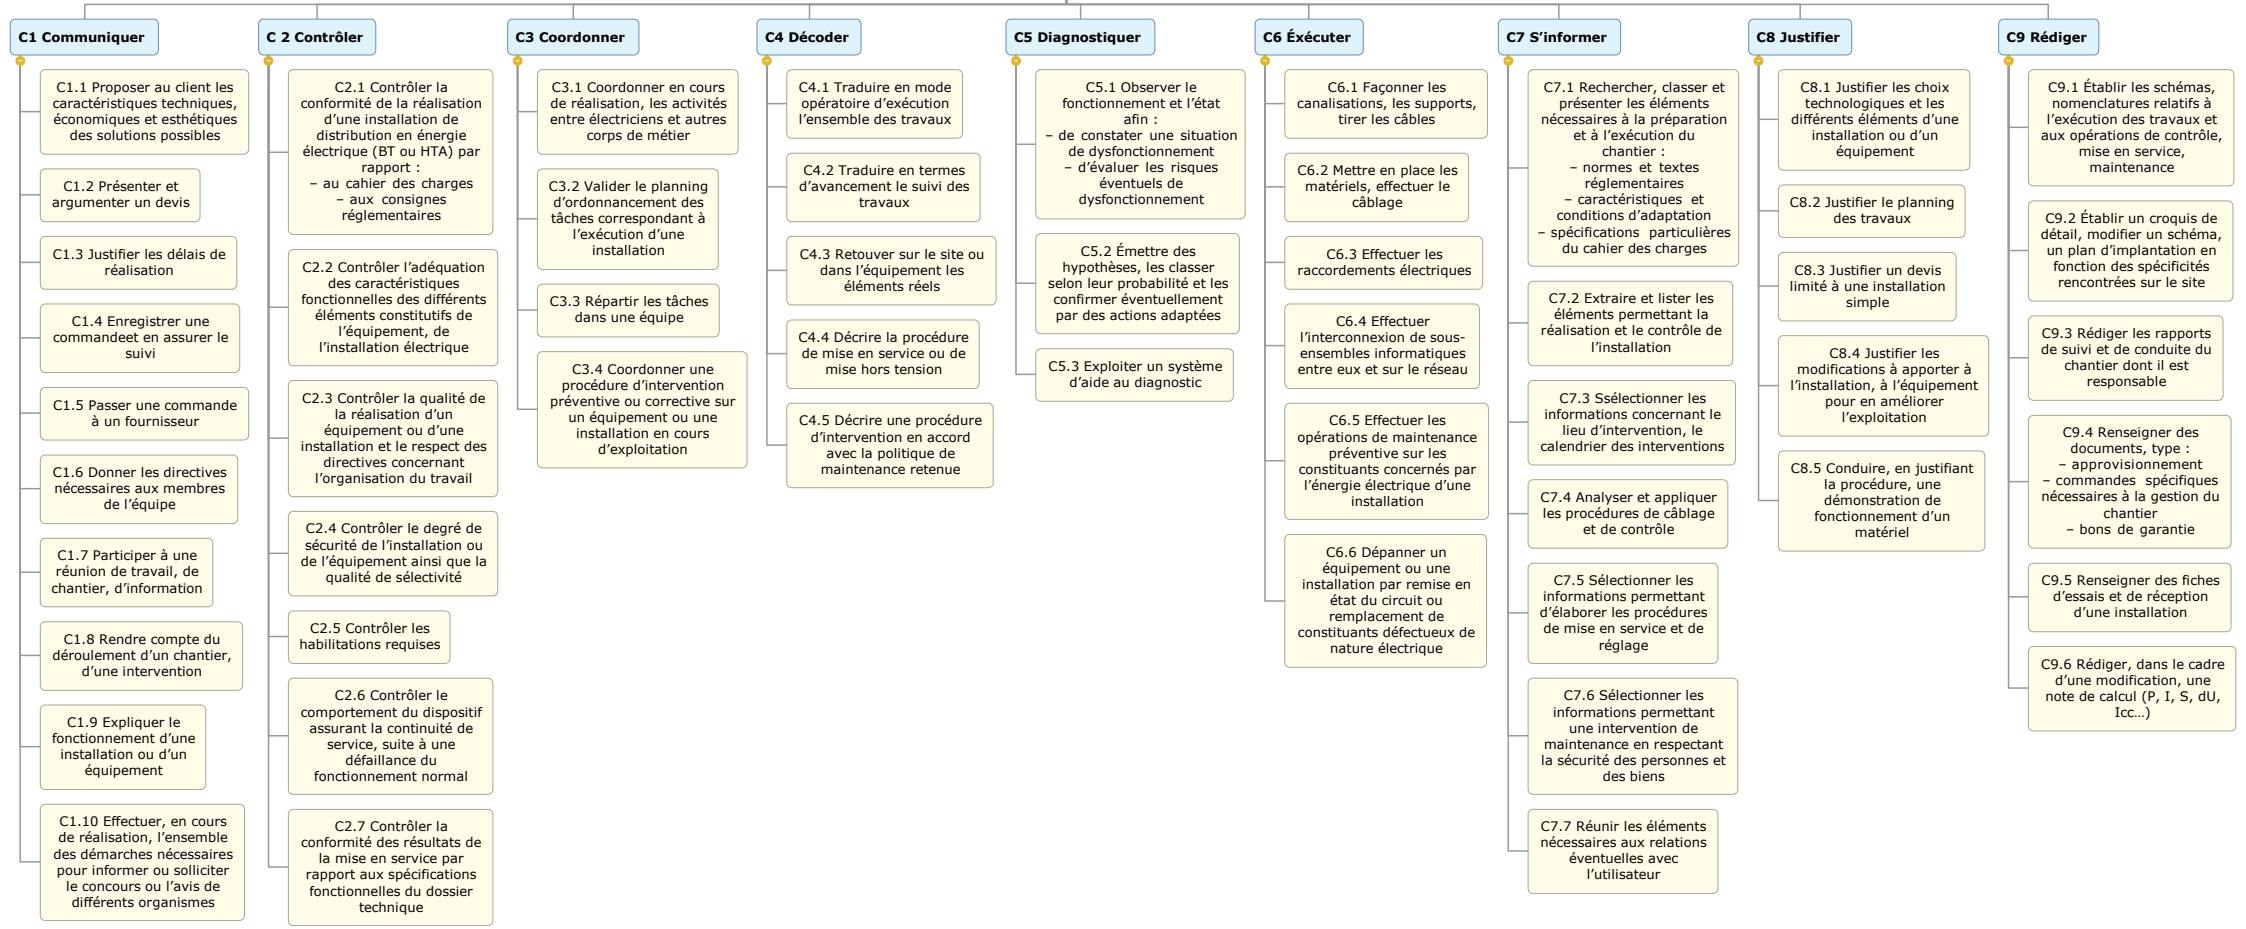 C1 Communiquer
C1.1 Proposer au client les
caractéristiques techniques,
économiques et esthétiques
des solutions possibles
C1.2 Présenter et
argumenter un devis
C1.3 Justifier les délais de
réalisation
C1.4 Enregistrer une
commandeet en assurer le
suivi
C1.5 Passer une commande
à un fournisseur
C1.6 Donner les directives
nécessaires aux membres
de l’équipe
C1.7 Participer à une
réunion de travail, de
chantier, d’information
C1.8 Rendre compte du
déroulement d’un chantier,
d’une intervention
C1.9 Expliquer le
fonctionnement d’une
installation ou d’un
équipement
C1.10 Effectuer, en cours
de réalisation, l’ensemble
des démarches nécessaires
pour informer ou solliciter
le concours ou l’avis de
différents organismes
C 2 Contrôler
C2.1 Contrôler la
conformité de la réalisation
d’une installation de
distribution en énergie
électrique (BT ou HTA) par
rapport :
– au cahier des charges
– aux consignes
réglementaires
C2.2 Contrôler l’adéquation
des caractéristiques
fonctionnelles des différents
éléments constitutifs de
l’équipement, de
l’installation électrique
C2.3 Contrôler la qualité de
la réalisation d’un
équipement ou d’une
installation et le respect des
directives concernant
l’organisation du travail
C2.4 Contrôler le degré de
sécurité de l’installation ou
de l’équipement ainsi que la
qualité de sélectivité
C2.5 Contrôler les
habilitations requises
C2.6 Contrôler le
comportement du dispositif
assurant la continuité de
service, suite à une
défaillance du
fonctionnement normal
C2.7 Contrôler la
conformité des résultats de
la mise en service par
rapport aux spécifications
fonctionnelles du dossier
technique
C3 Coordonner
C3.1 Coordonner en cours
de réalisation, les activités
entre électriciens et autres
corps de métier
C3.2 Valider le planning
d’ordonnancement des
tâches correspondant à
l’exécution d’une
installation
C3.3 Répartir les tâches
dans une équipe
C3.4 Coordonner une
procédure d’intervention
préventive ou corrective sur
un équipement ou une
installation en cours
d’exploitation
C4 Décoder
C4.1 Traduire en mode
opératoire d’exécution
l’ensemble des travaux
C4.2 Traduire en termes
d’avancement le suivi des
travaux
C4.3 Retouver sur le site ou
dans l’équipement les
éléments réels
C4.4 Décrire la procédure
de mise en service ou de
mise hors tension
C4.5 Décrire une procédure
d’intervention en accord
avec la politique de
maintenance retenue
C5 Diagnostiquer
C5.1 Observer le
fonctionnement et l’état
afin :
– de constater une situation
de dysfonctionnement
– d’évaluer les risques
éventuels de
dysfonctionnement
C5.2 Émettre des
hypothèses, les classer
selon leur probabilité et les
confirmer éventuellement
par des actions adaptées
C5.3 Exploiter un système
d’aide au diagnostic
C6 Éxécuter
C6.1 Façonner les
canalisations, les supports,
tirer les câbles
C6.2 Mettre en place les
matériels, effectuer le
câblage
C6.3 Effectuer les
raccordements électriques
C6.4 Effectuer
l’interconnexion de sous-
ensembles informatiques
entre eux et sur le réseau
C6.5 Effectuer les
opérations de maintenance
préventive sur les
constituants concernés par
l’énergie électrique d’une
installation
C6.6 Dépanner un
équipement ou une
installation par remise en
état du circuit ou
remplacement de
constituants défectueux de
nature électrique
C7 S’informer
C7.1 Rechercher, classer et
présenter les éléments
nécessaires à la préparation
et à l’exécution du
chantier :
– normes et textes
réglementaires
– caractéristiques et
conditions d’adaptation
– spécifications particulières
du cahier des charges
C7.2 Extraire et lister les
éléments permettant la
réalisation et le contrôle de
l’installation
C7.3 Ssélectionner les
informations concernant le
lieu d’intervention, le
calendrier des interventions
C7.4 Analyser et appliquer
les procédures de câblage
et de contrôle
C7.5 Sélectionner les
informations permettant
d’élaborer les procédures
de mise en service et de
réglage
C7.6 Sélectionner les
informations permettant
une intervention de
maintenance en respectant
la sécurité des personnes et
des biens
C7.7 Réunir les éléments
nécessaires aux relations
éventuelles avec
l’utilisateur
C8 Justifier
C8.1 Justifier les choix
technologiques et les
différents éléments d’une
installation ou d’un
équipement
C8.2 Justifier le planning
des travaux
C8.3 Justifier un devis
limité à une installation
simple
C8.4 Justifier les
modifications à apporter à
l’installation, à l’équipement
pour en améliorer
l’exploitation
C8.5 Conduire, en justifiant
la procédure, une
démonstration de
fonctionnement d’un
matériel
C9 Rédiger
C9.1 Établir les schémas,
nomenclatures relatifs à
l’exécution des travaux et
aux opérations de contrôle,
mise en service,
maintenance
C9.2 Établir un croquis de
détail, modifier un schéma,
un plan d’implantation en
fonction des spécificités
rencontrées sur le site
C9.3 Rédiger les rapports
de suivi et de conduite du
chantier dont il est
responsable
C9.4 Renseigner des
documents, type :
– approvisionnement
– commandes spécifiques
nécessaires à la gestion du
chantier
– bons de garantie
C9.5 Renseigner des fiches
d’essais et de réception
d’une installation
C9.6 Rédiger, dans le cadre
d’une modification, une
note de calcul (P, I, S, dU,
Icc…)